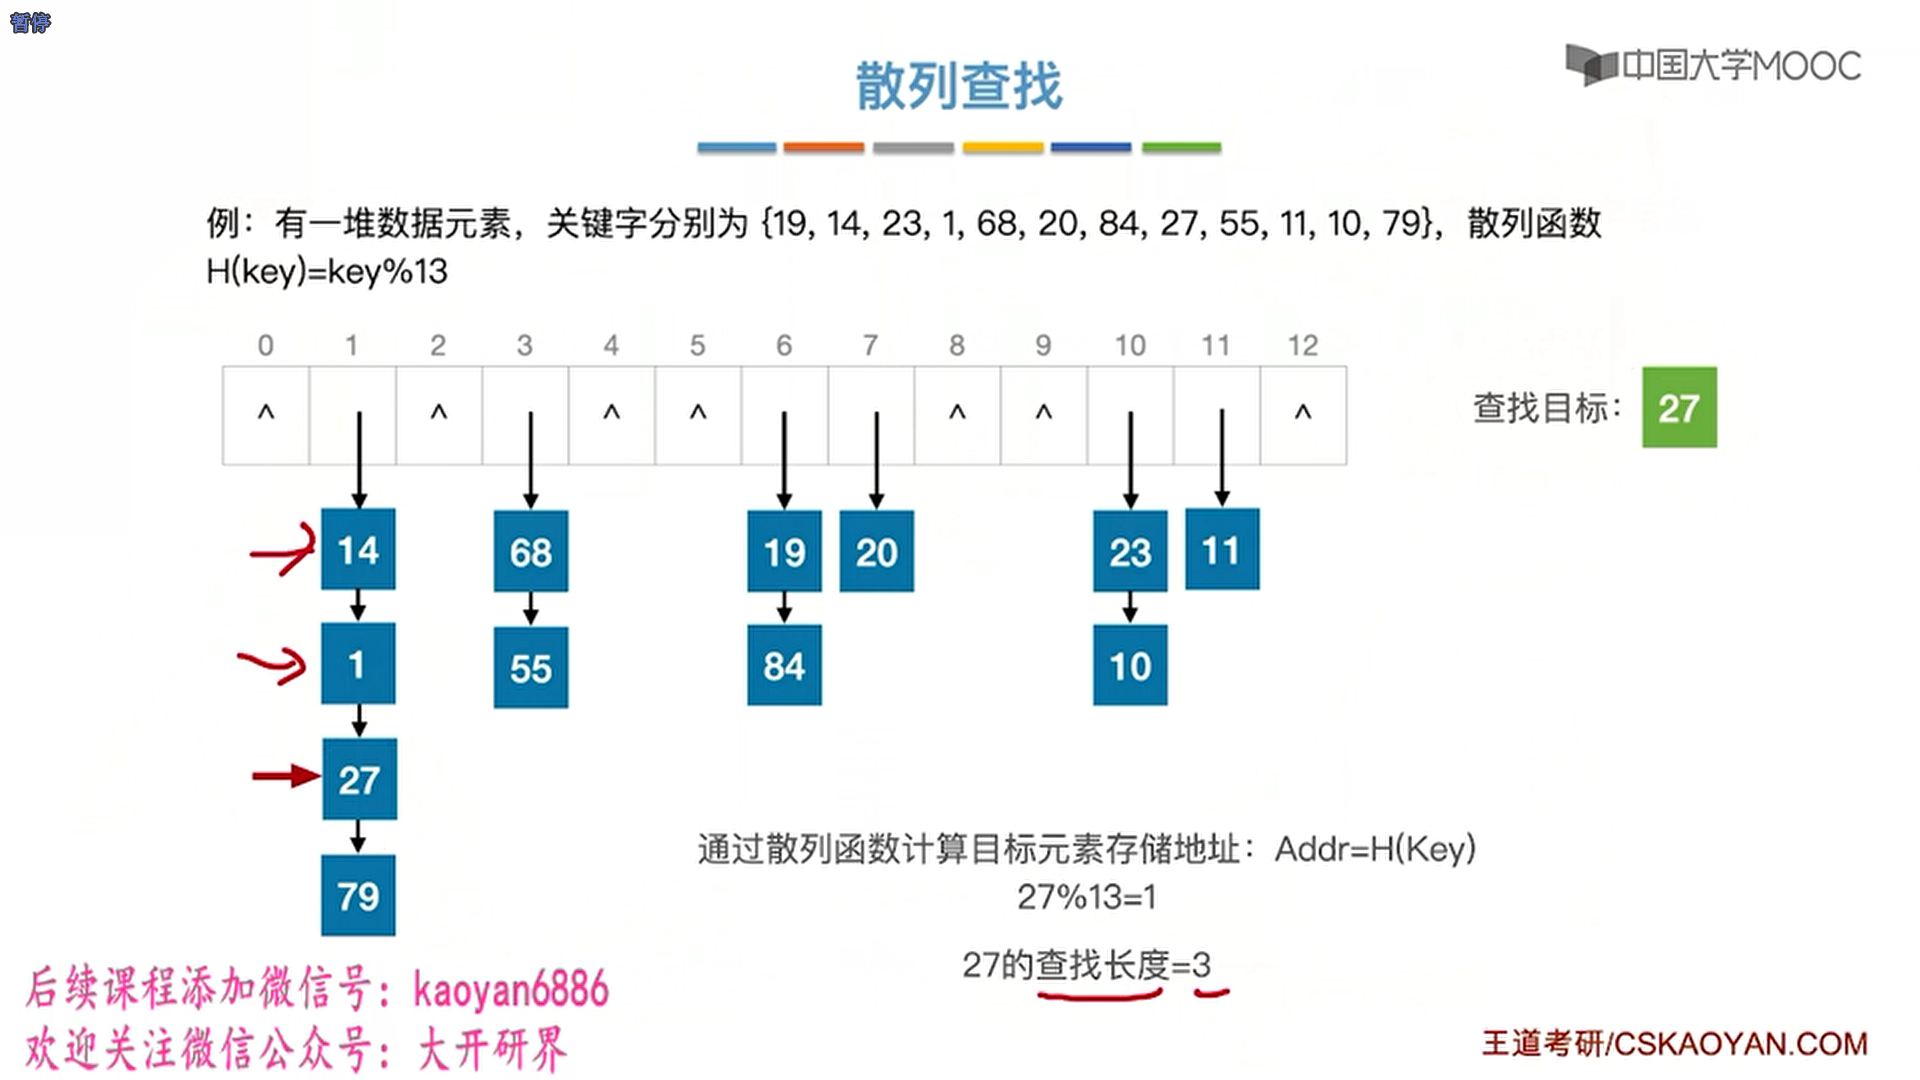 暂停
中国大学MOOC
散列查找
例：有一堆数据元素，关键字分别为 {19, 14, 23, 1, 68, 20, 84, 27, 55, 11, 10, 79}，散列函数
H(key)=key%13
0 1 2 3 4 5 6 7 8 9 10 11 12
^ ^ ^ ^ ^ ^ ^
查找目标： 27
14 68 19 20 23 11
1 55 84 10
27
79
通过散列函数计算目标元素存储地址：Addr=H(Key)
27%13=1
27的查找长度=3
后续课程添加微信号：kaoyan6886
欢迎关注微信公众号：大开研界
王道考研/CSKAOYAN.COM